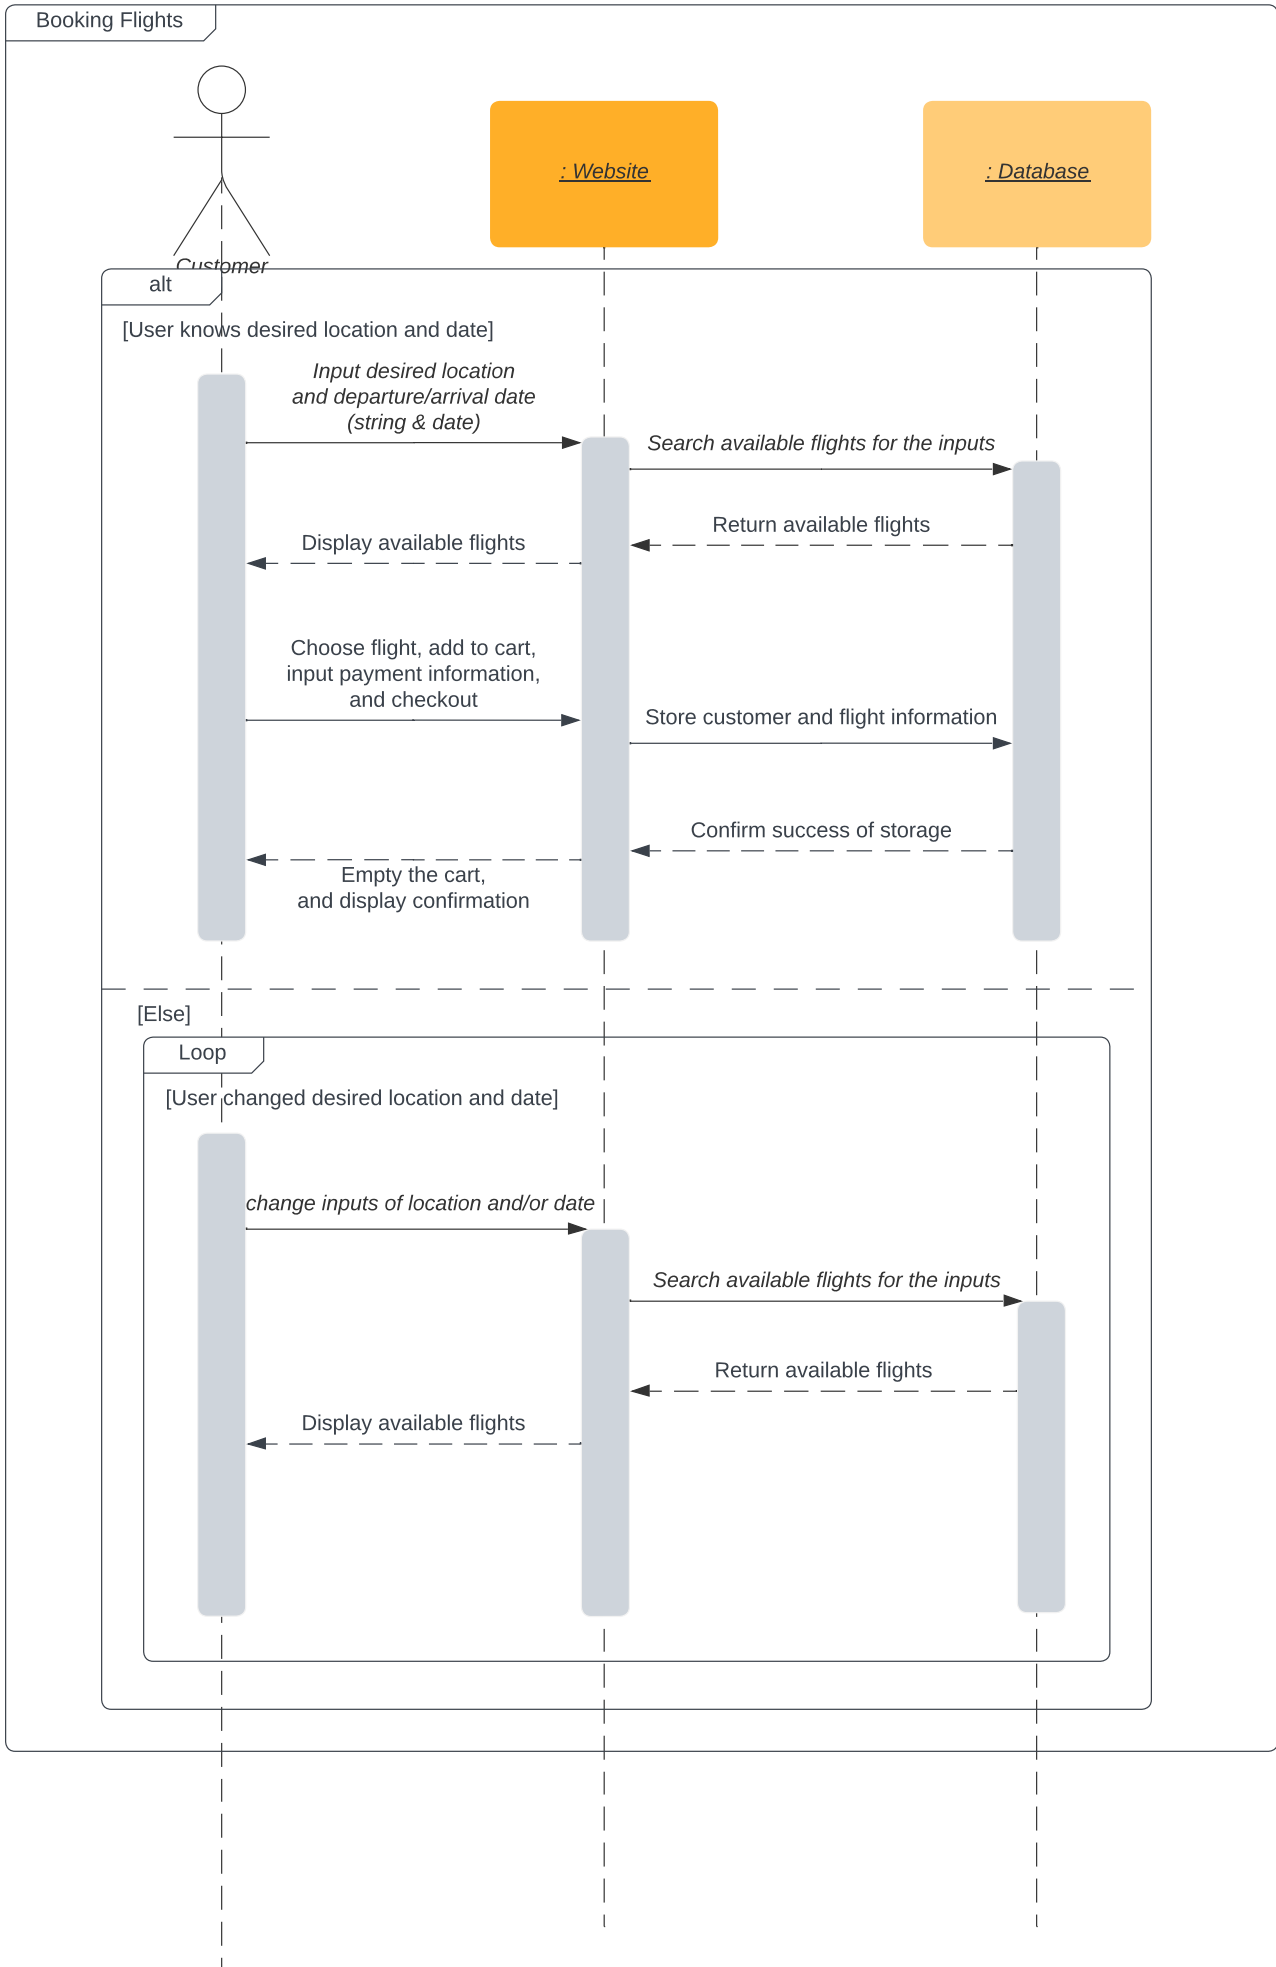 Booking Flights
: Website
: Database
Customer
alt
[User knows desired location and date]
Input desired location
and departure/arrival date
(string & date)
Search available flights for the inputs
Return available flights
Display available flights
Choose flight, add to cart,
input payment information,
and checkout
Store customer and flight information
Confirm success of storage
Empty the cart,
and display confirmation
[Else]
Loop
[User changed desired location and date]
change inputs of location and/or date
Search available flights for the inputs
Return available flights
Display available flights